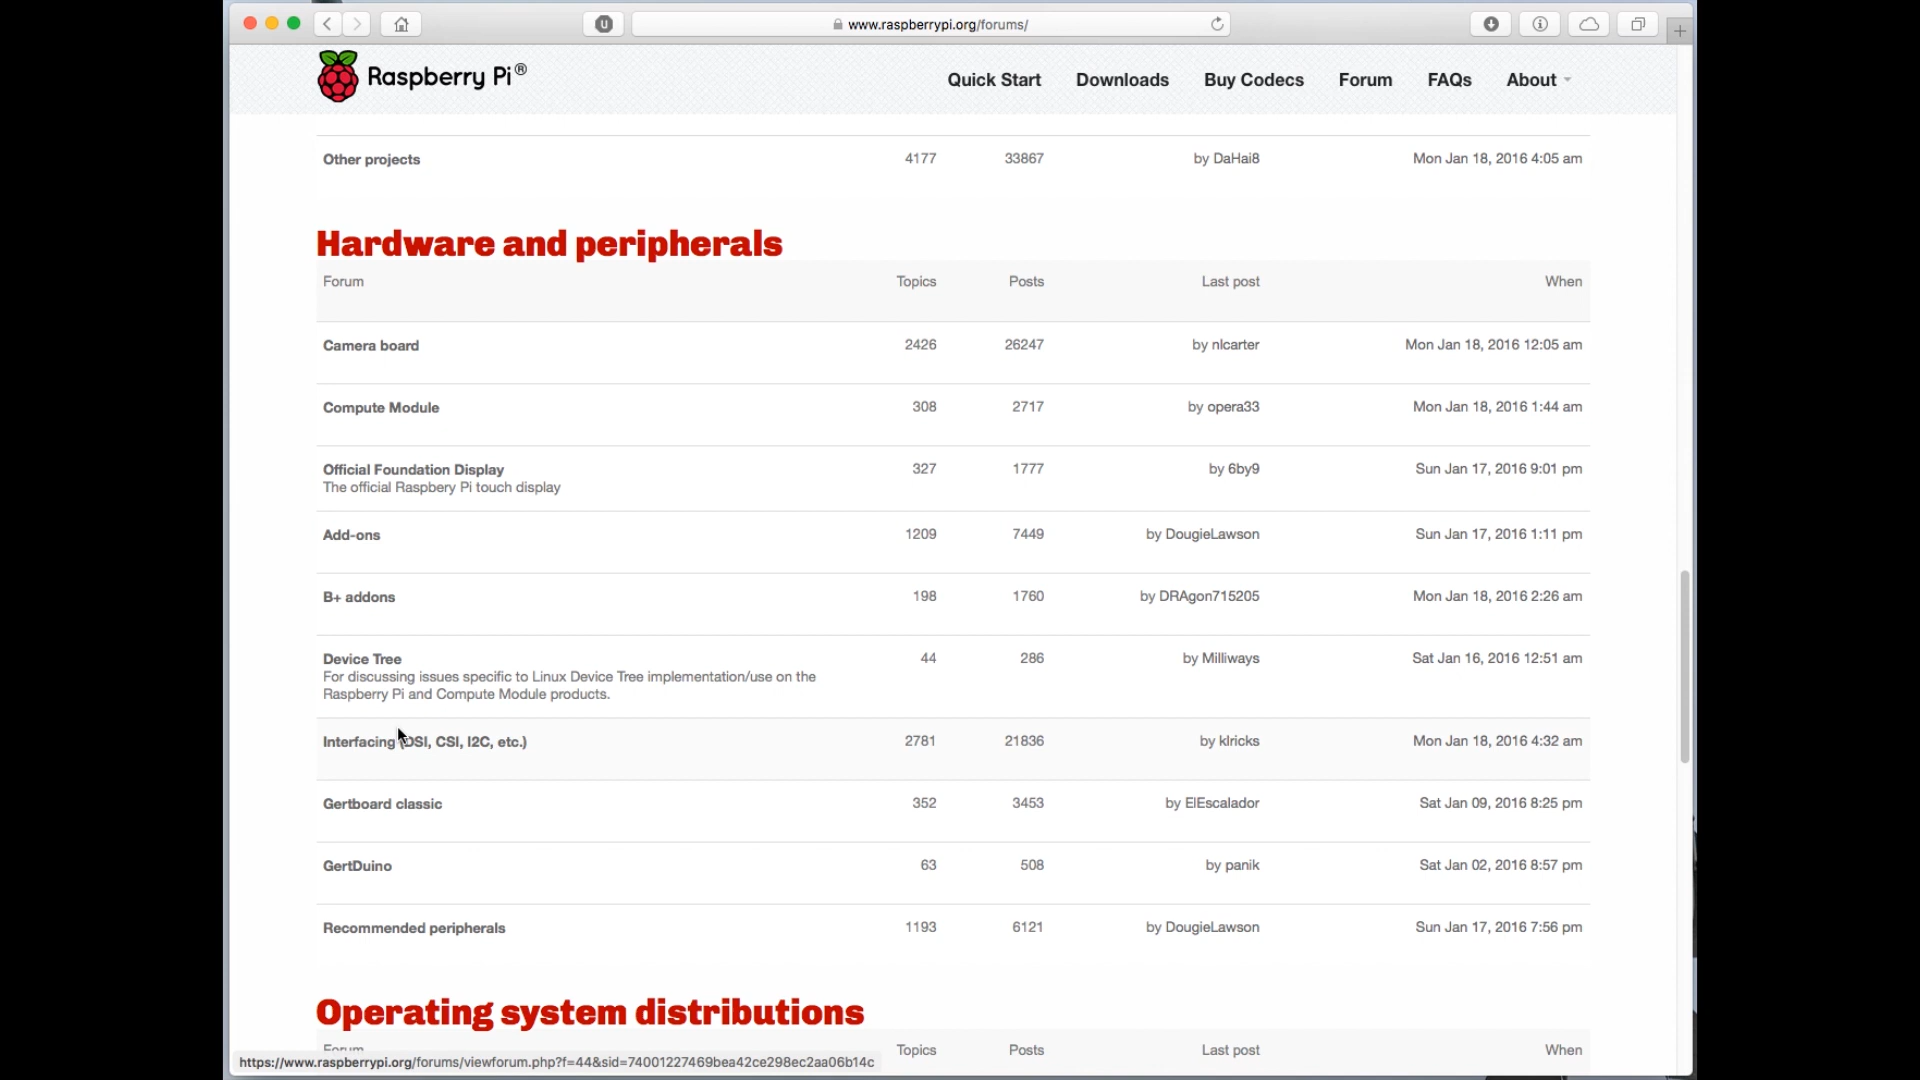 www.raspberrypi.org/forums/
Raspberry Pi®
Quick Start Downloads Buy Codecs Forum FAQs About
Other projects 4177 33867 by DaHai8 Mon Jan 18, 2016 4:05 am
Hardware and peripherals
Forum Topics Posts Last post When
Camera board 2426 26247 by nlcarter Mon Jan 18, 2016 12:05 am
Compute Module 308 2717 by opera33 Mon Jan 18, 2016 1:44 am
Official Foundation Display 327 1777 by 6by9 Sun Jan 17, 2016 9:01 pm
The official Raspbery Pi touch display
Add-ons 1209 7449 by DougieLawson Sun Jan 17, 2016 1:11 pm
B+ addons 198 1760 by DRAgon715205 Mon Jan 18, 2016 2:26 am
Device Tree 44 286 by Milliways Sat Jan 16, 2016 12:51 am
For discussing issues specific to Linux Device Tree implementation/use on the
Raspberry Pi and Compute Module products.
Interfacing (DSI, CSI, I2C, etc.) 2781 21836 by klricks Mon Jan 18, 2016 4:32 am
Gertboard classic 352 3453 by ElEscalador Sat Jan 09, 2016 8:25 pm
GertDuino 63 508 by panik Sat Jan 02, 2016 8:57 pm
Recommended peripherals 1193 6121 by DougieLawson Sun Jan 17, 2016 7:56 pm
Operating system distributions
Forum Topics Posts Last post When
https://www.raspberrypi.org/forums/viewforum.php?f=44&sid=74001227469bea42ce298ec2aa06b14c